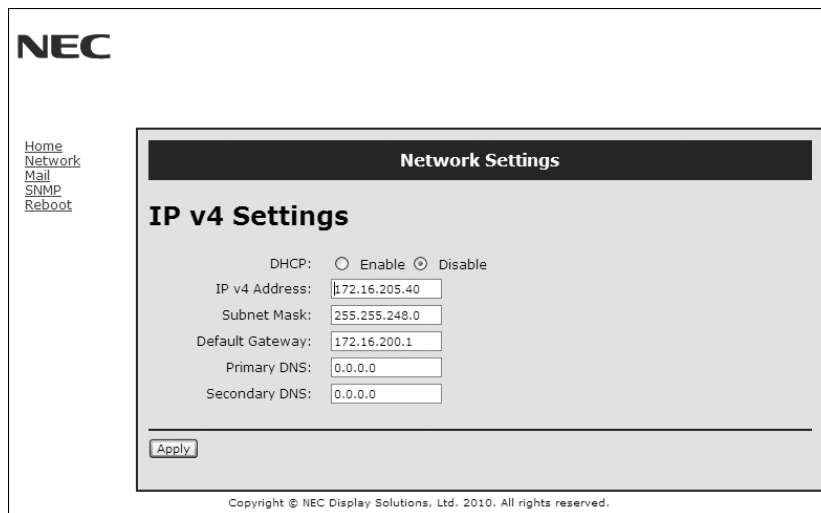 NEC
Home
Network
Mail
SNMP
Reboot
Network Settings
IP v4 Settings
DHCP: Enable Disable
IP v4 Address: 172.16.205.40
Subnet Mask: 255.255.248.0
Default Gateway: 172.16.200.1
Primary DNS: 0.0.0.0
Secondary DNS: 0.0.0.0
Apply
Copyright © NEC Display Solutions, Ltd. 2010. All rights reserved.